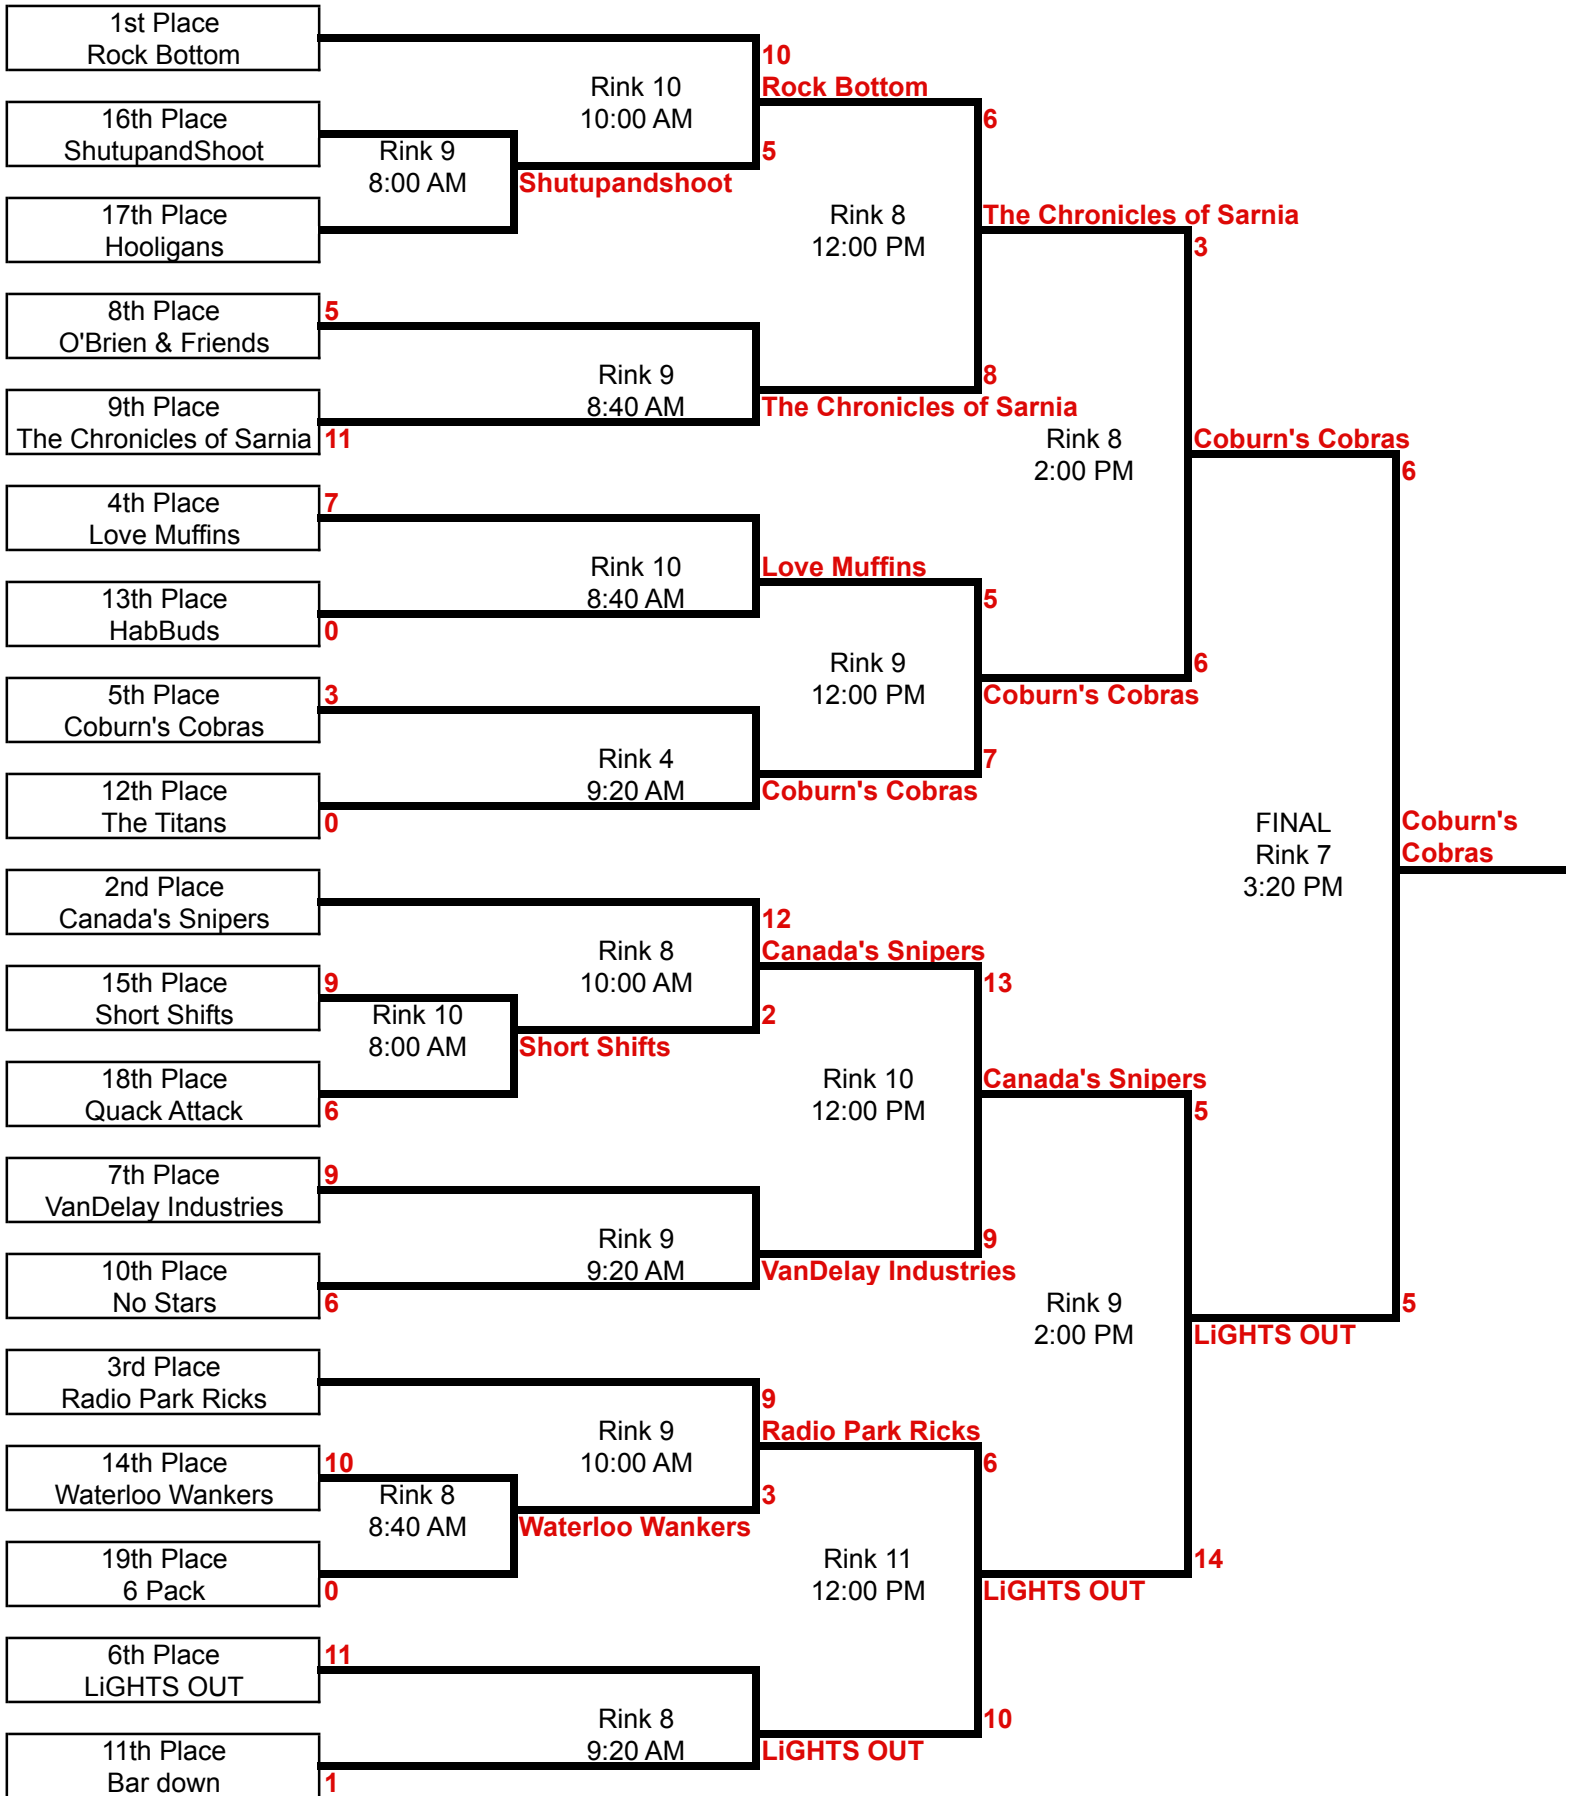 1st Place
Rock Bottom
10
Rink 10
10:00 AM
Rock Bottom
6
16th Place
ShutupandShoot
Rink 9
8:00 AM
5
Shutupandshoot
17th Place
Hooligans
Rink 8
12:00 PM
The Chronicles of Sarnia
3
8th Place
O'Brien & Friends
5
Rink 9
8:40 AM
8
The Chronicles of Sarnia
9th Place
The Chronicles of Sarnia
11
Rink 8
2:00 PM
Coburn's Cobras
6
4th Place
Love Muffins
7
Rink 10
8:40 AM
Love Muffins
5
13th Place
HabBuds
0
Rink 9
12:00 PM
6
Coburn's Cobras
5th Place
Coburn's Cobras
3
Rink 4
9:20 AM
7
Coburn's Cobras
12th Place
The Titans
0
FINAL
Rink 7
3:20 PM
Coburn's
Cobras
2nd Place
Canada's Snipers
12
Rink 8
10:00 AM
Canada's Snipers
13
15th Place
Short Shifts
9
Rink 10
8:00 AM
2
Short Shifts
18th Place
Quack Attack
6
Rink 10
12:00 PM
Canada's Snipers
5
7th Place
VanDelay Industries
9
Rink 9
9:20 AM
9
VanDelay Industries
10th Place
No Stars
6
Rink 9
2:00 PM
5
LiGHTS OUT
3rd Place
Radio Park Ricks
9
Rink 9
10:00 AM
Radio Park Ricks
6
14th Place
Waterloo Wankers
10
Rink 8
8:40 AM
3
Waterloo Wankers
19th Place
6 Pack
0
Rink 11
12:00 PM
14
LiGHTS OUT
6th Place
LiGHTS OUT
11
Rink 8
9:20 AM
10
LiGHTS OUT
11th Place
Bar down
1